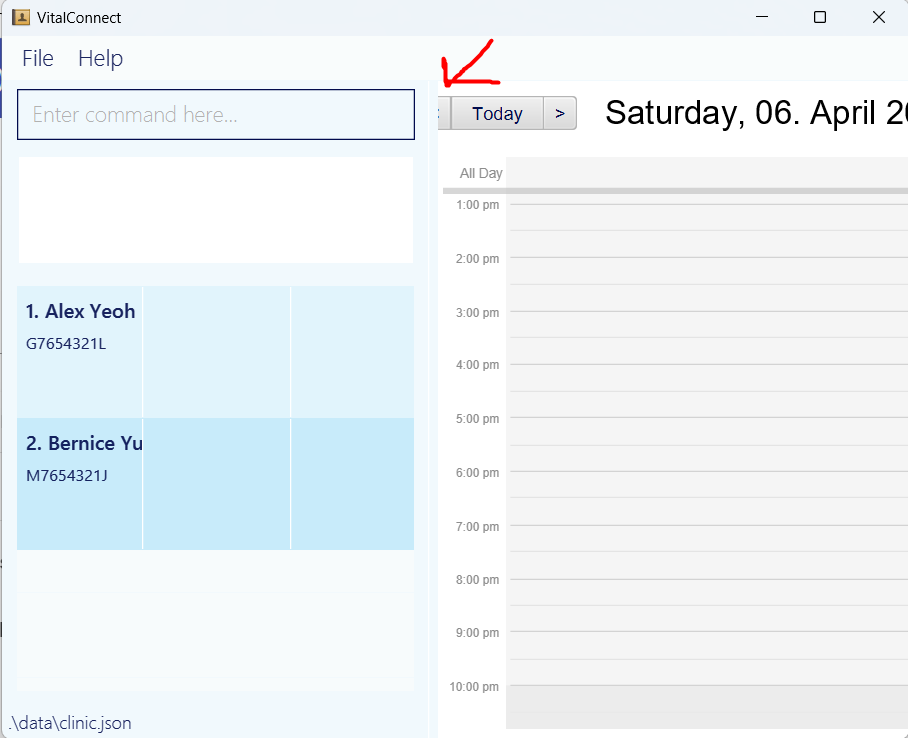 VitalConnect
File Help
Enter command here...
Today >
Saturday, 06. April 20
All Day
1:00 pm
2:00 pm
3:00 pm
4:00 pm
5:00 pm
6:00 pm
7:00 pm
8:00 pm
9:00 pm
10:00 pm
1. Alex Yeoh
G7654321L
2. Bernice Yu
M7654321J
.\data\clinic.json